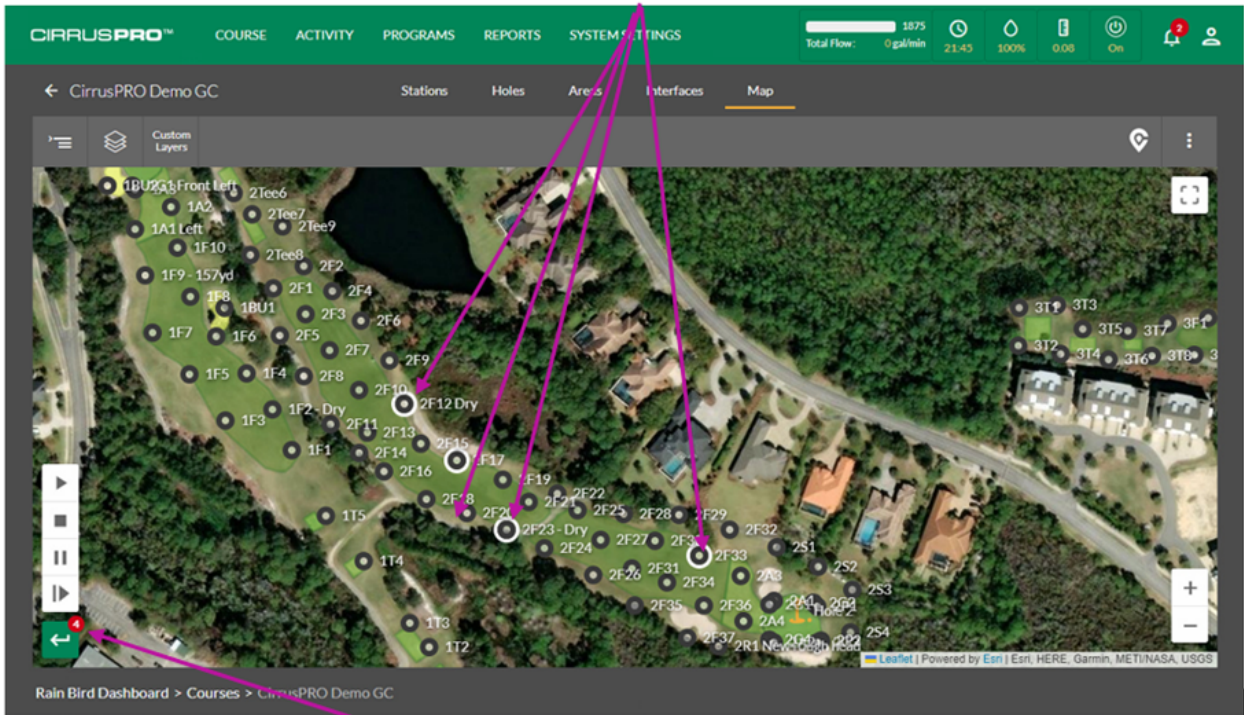 CIRRUSPRO™ COURSE ACTIVITY PROGRAMS REPORTS SYSTEM SETTINGS
1875
Total Flow: 0 gal/min
21:45 100% 0.08 On 2
CirrusPRO Demo GC Stations Holes Areas Interfaces Map
Custom
Layers
1BU2 G1 Front Left
1A2 2Tee6
2Tee7
1A1 Left 2Tee9
1F10
2Tee8
1F9 - 157yd 2F2
2F1 2F4
1F8
1BU1 2F3 2F6 3T1 3T3
1F7 1F6 2F5 3T5 3T7 3F1
2F7 3T2 3T4 3T6 3T8 3
2F9
1F5 1F4 2F8
2F10
2F12 Dry
1F2 - Dry
1F3 2F11
2F13
1F1 2F14 2F15
2F17
2F16
2F19
2F18 2F21 2F22
1T5 2F25 2F28 2F29
2F23 - Dry 2F32
2F24 2F27 2S1
1T4 2F33
2F26 2F31 2A3 2S2
2F34 2S3
2F35 2F36 2A1
Hole 2
1T3 2A4
2S4
2F37
1T2 2R1
4
Leaflet | Powered by Esri | Esri, HERE, Garmin, METI/NASA, USGS
Rain Bird Dashboard > Courses > CirrusPRO Demo GC